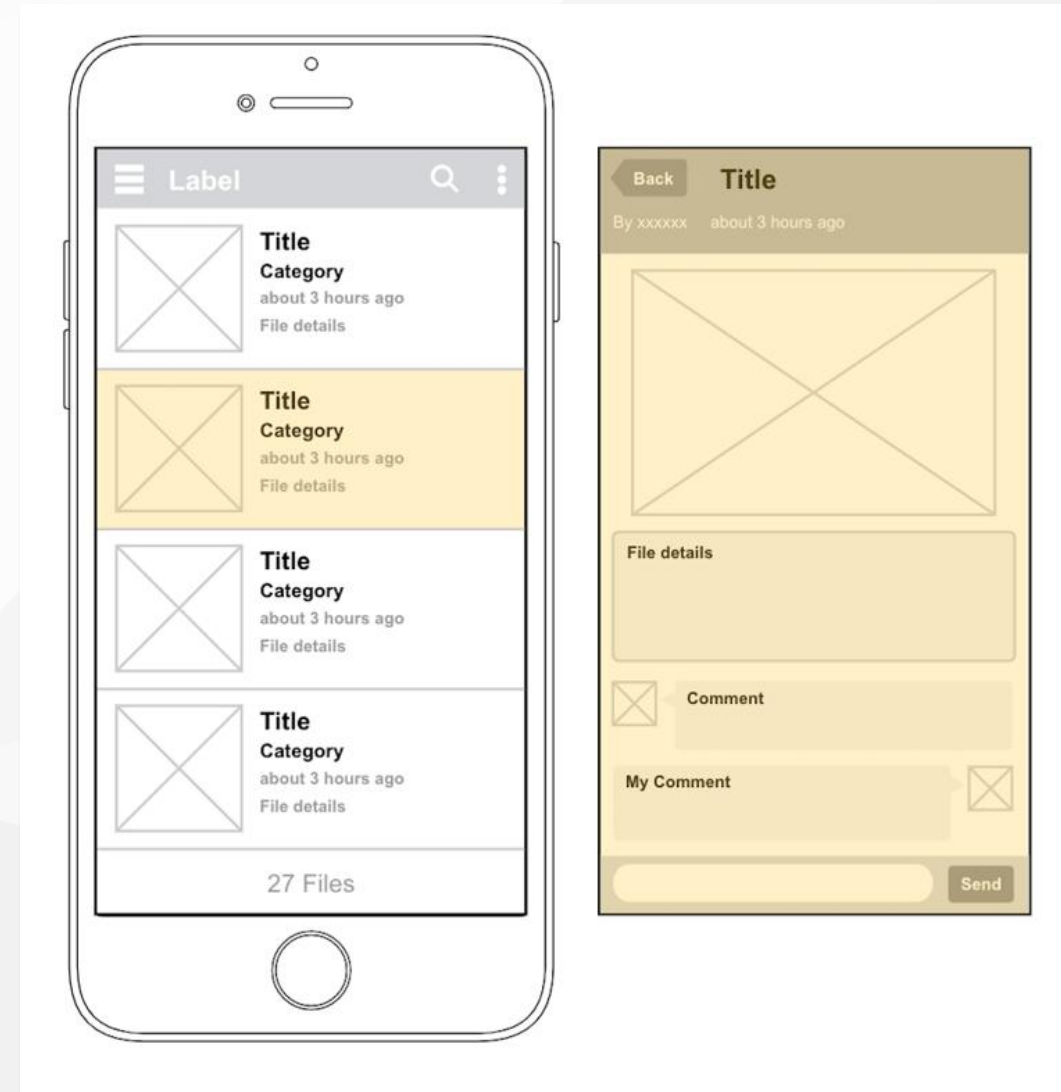 Label
Title
Category
about 3 hours ago
File details
Title
Category
about 3 hours ago
File details
Title
Category
about 3 hours ago
File details
Title
Category
about 3 hours ago
File details
27 Files
Back Title
By xxxxxx about 3 hours ago
File details
Comment
My Comment
Send